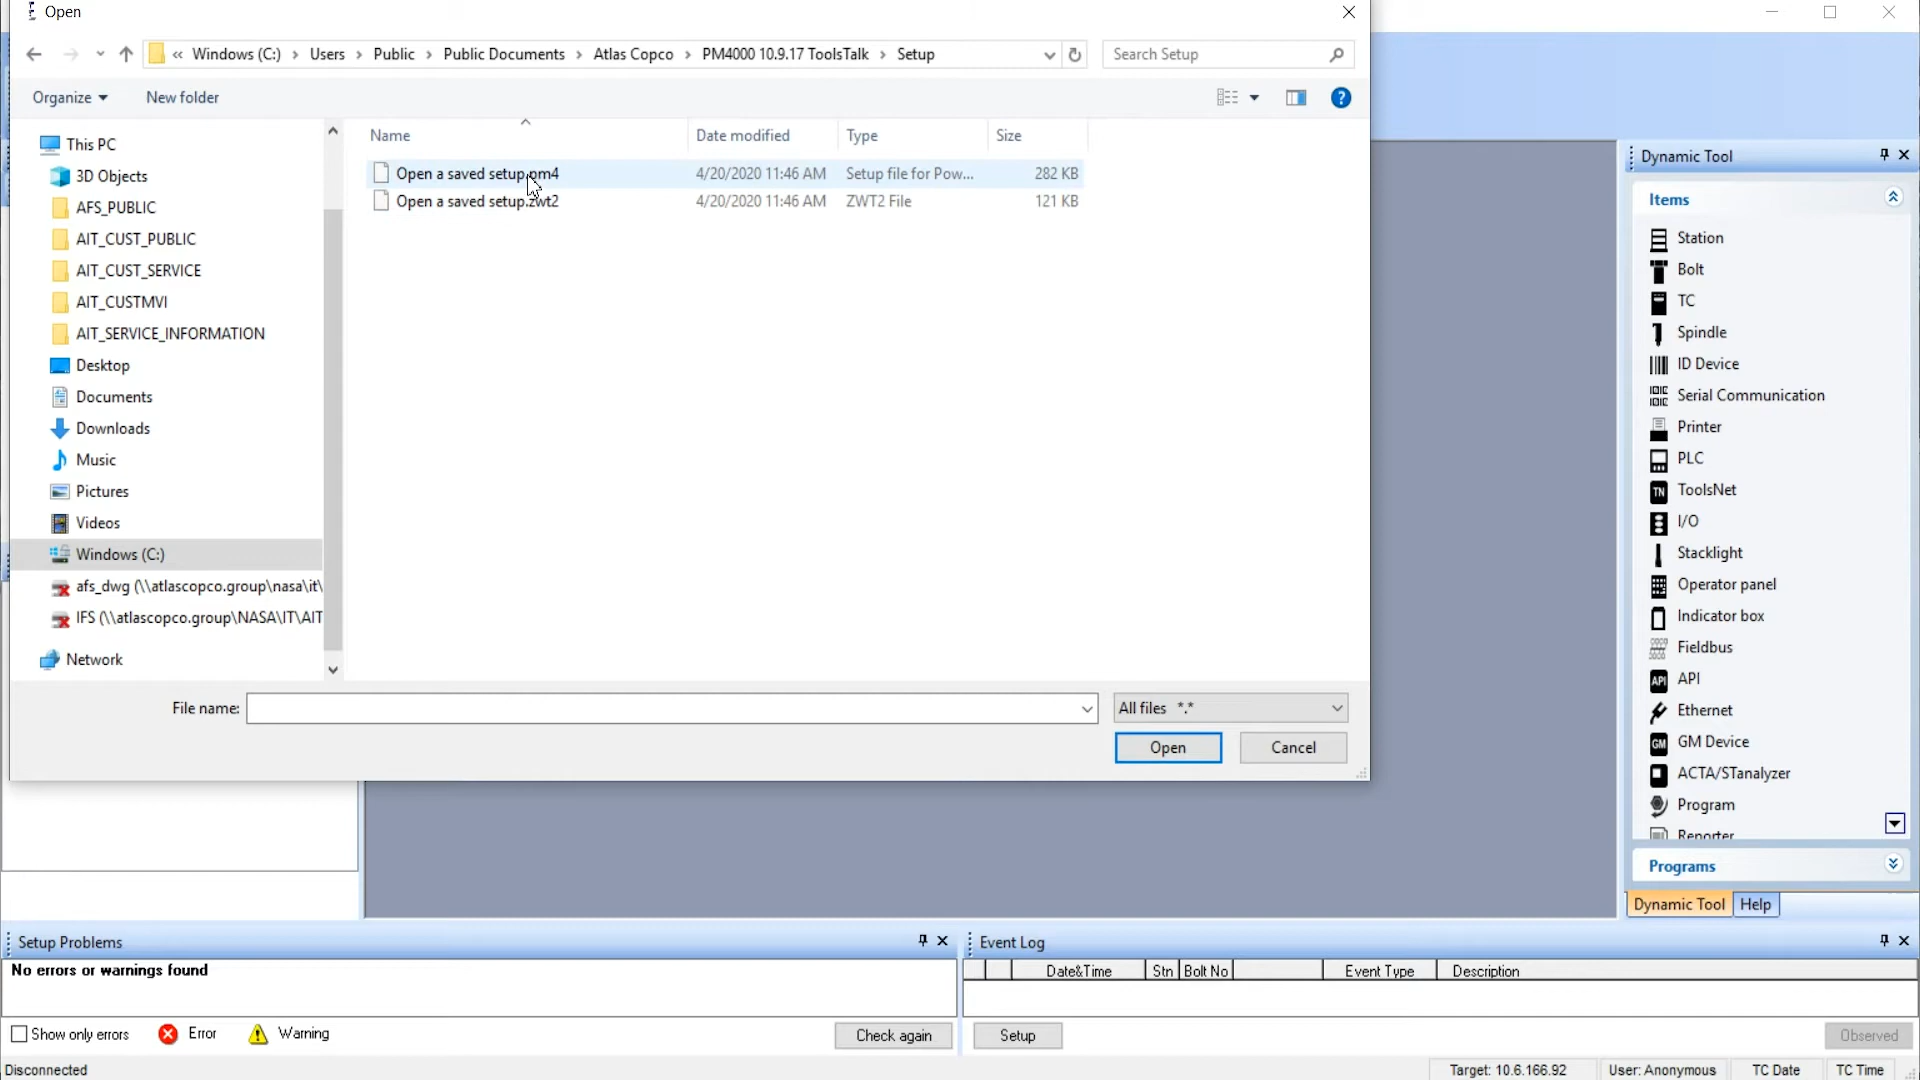 Open
« Windows (C:) › Users › Public › Public Documents › Atlas Copco › PM4000 10.9.17 ToolsTalk › Setup
Search Setup
Organize
New folder
This PC
3D Objects
AFS_PUBLIC
AIT_CUST_PUBLIC
AIT_CUST_SERVICE
AIT_CUSTMVI
AIT_SERVICE_INFORMATION
Desktop
Documents
Downloads
Music
Pictures
Videos
Windows (C:)
afs_dwg (\\atlascopco.group\nasa\it\
IFS (\\atlascopco.group\NASA\IT\AIT
Network
Name Date modified Type Size
Open a saved setup.pm4 4/20/2020 11:46 AM Setup file for Pow... 282 KB
Open a saved setup.zwt2 4/20/2020 11:46 AM ZWT2 File 121 KB
File name:
All files *.*
Open
Cancel
Dynamic Tool
Items
Station
Bolt
TC
Spindle
ID Device
Serial Communication
Printer
PLC
TN ToolsNet
I/O
Stacklight
Operator panel
Indicator box
Fieldbus
API API
Ethernet
GM GM Device
ACTA/STanalyzer
Program
Reporter
Programs
Dynamic Tool
Help
Setup Problems
No errors or warnings found
Show only errors
Error
Warning
Check again
Event Log
Date&Time Stn Bolt No Event Type Description
Setup
Observed
Disconnected
Target: 10.6.166.92
User: Anonymous
TC Date
TC Time